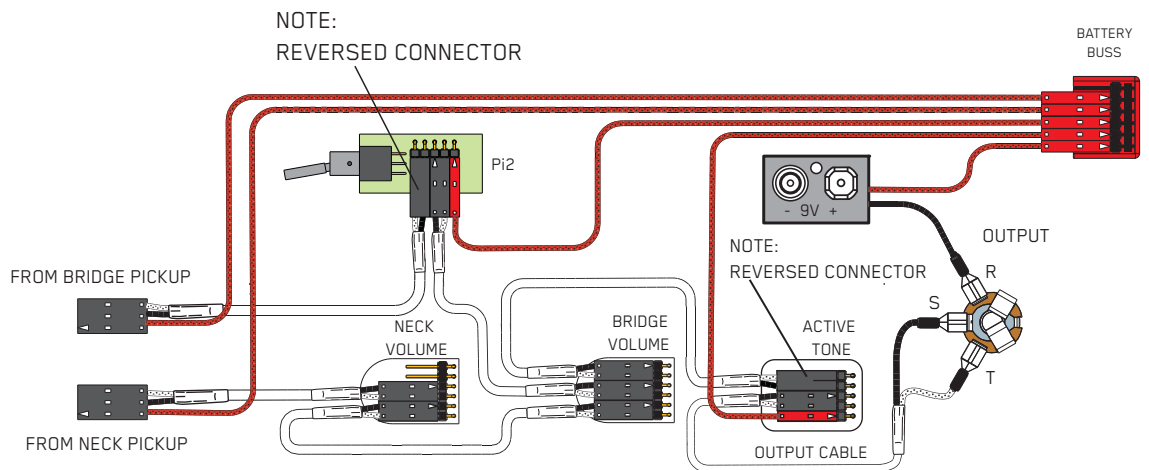 NOTE:
REVERSED CONNECTOR
BATTERY
BUSS
Pi2
- 9V +
OUTPUT
NOTE:
REVERSED CONNECTOR
FROM BRIDGE PICKUP
R
S
NECK
VOLUME
BRIDGE
VOLUME
ACTIVE
TONE
T
FROM NECK PICKUP
OUTPUT CABLE